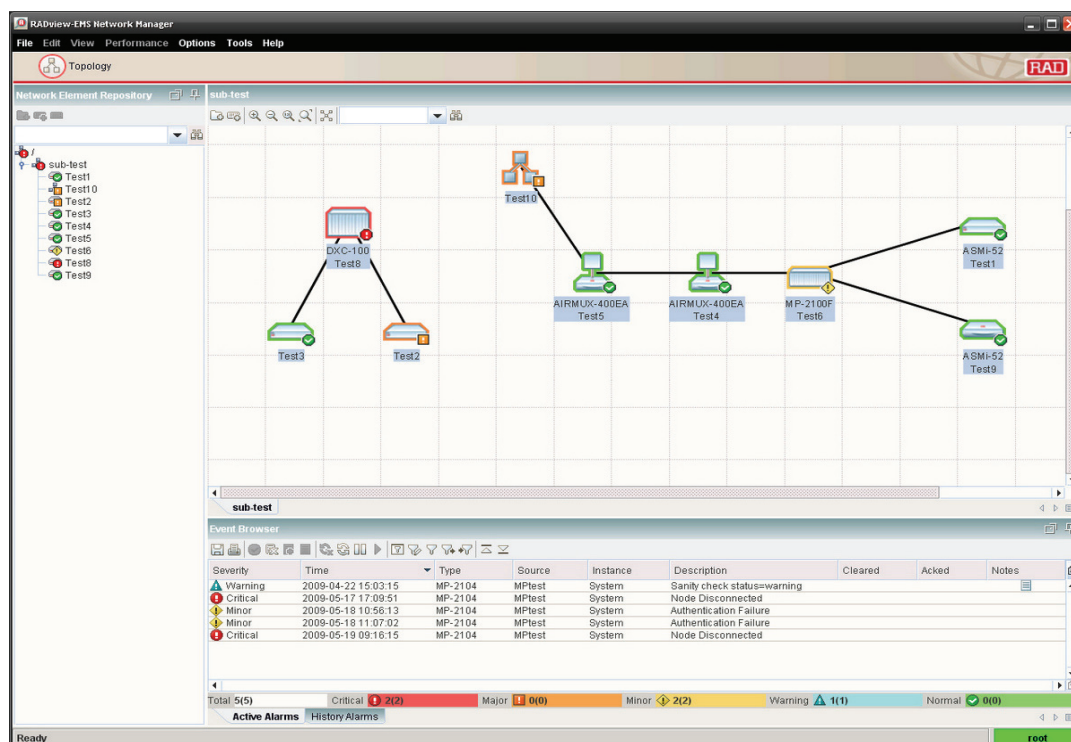 RADview-EMS Network Manager
File Edit View Performance Options Tools Help
Topology
RAD
Network Element Repository
sub-test
/
sub-test
Test1
Test10
Test2
Test3
Test4
Test5
Test6
Test8
Test9
Test10
DXC-100
Test8
Test3
Test2
AIRMUX-400EA
Test5
AIRMUX-400EA
Test4
MP-2100F
Test6
ASMi-52
Test1
ASMi-52
Test9
sub-test
Event Browser
Severity Time Type Source Instance Description Cleared Acked Notes
Warning 2009-04-22 15:03:15 MP-2104 MPtest System Sanity check status=warning
Critical 2009-05-17 17:09:51 MP-2104 MPtest System Node Disconnected
Minor 2009-05-18 10:56:13 MP-2104 MPtest System Authentication Failure
Minor 2009-05-18 11:07:02 MP-2104 MPtest System Authentication Failure
Critical 2009-05-19 09:16:15 MP-2104 MPtest System Node Disconnected
Total 5(5) Critical 2(2) Major 0(0) Minor 2(2) Warning 1(1) Normal 0(0)
Active Alarms History Alarms
Ready root